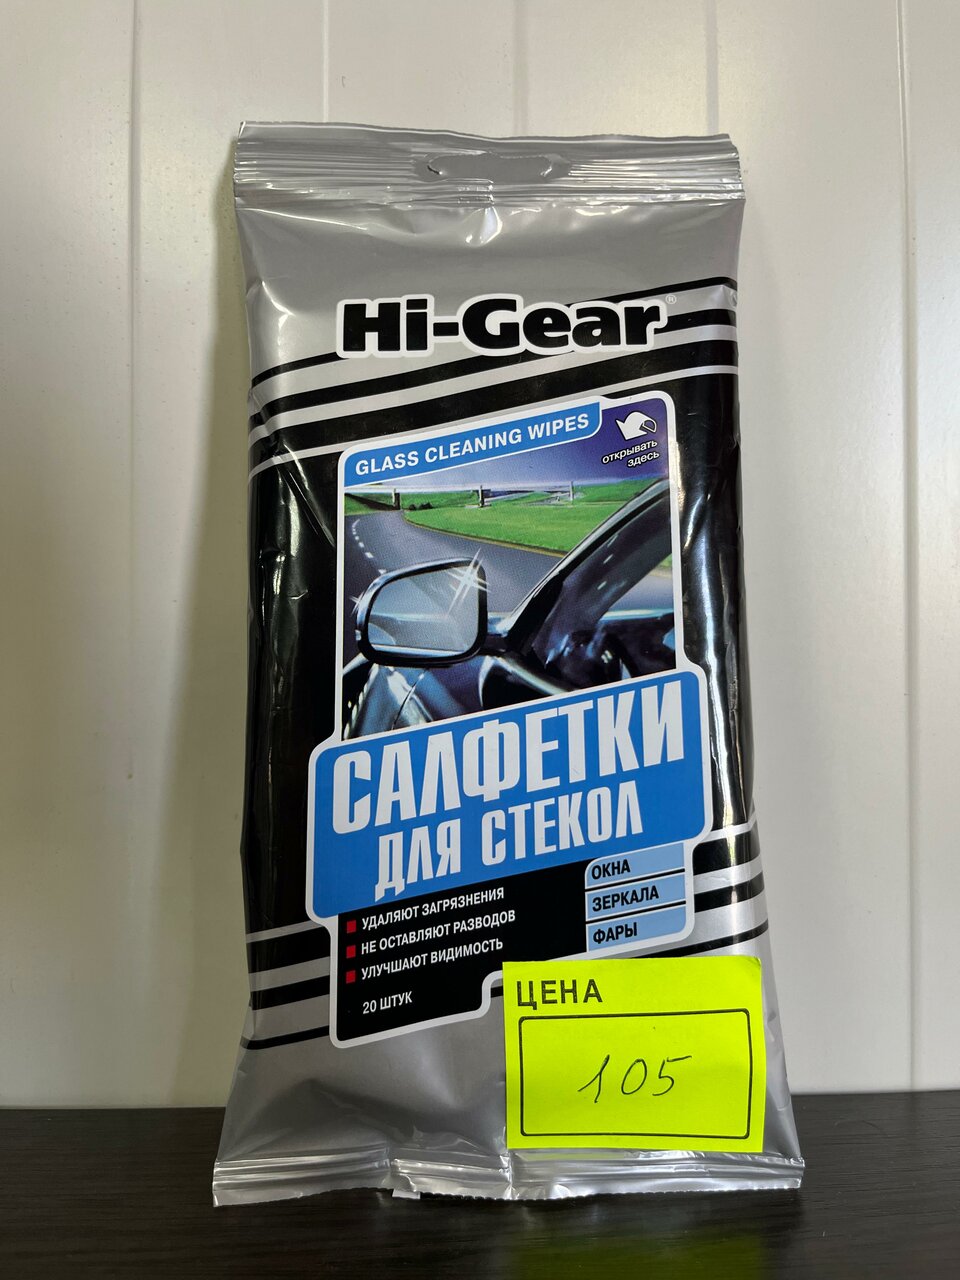 Hi-Gear®
GLASS CLEANING WIPES
открывать
здесь
САЛФЕТКИ
ДЛЯ СТЕКОЛ
УДАЛЯЮТ ЗАГРЯЗНЕНИЯ
НЕ ОСТАВЛЯЮТ РАЗВОДОВ
УЛУЧШАЮТ ВИДИМОСТЬ
20 ШТУК
ОКНА
ЗЕРКАЛА
ФАРЫ
ЦЕНА
105